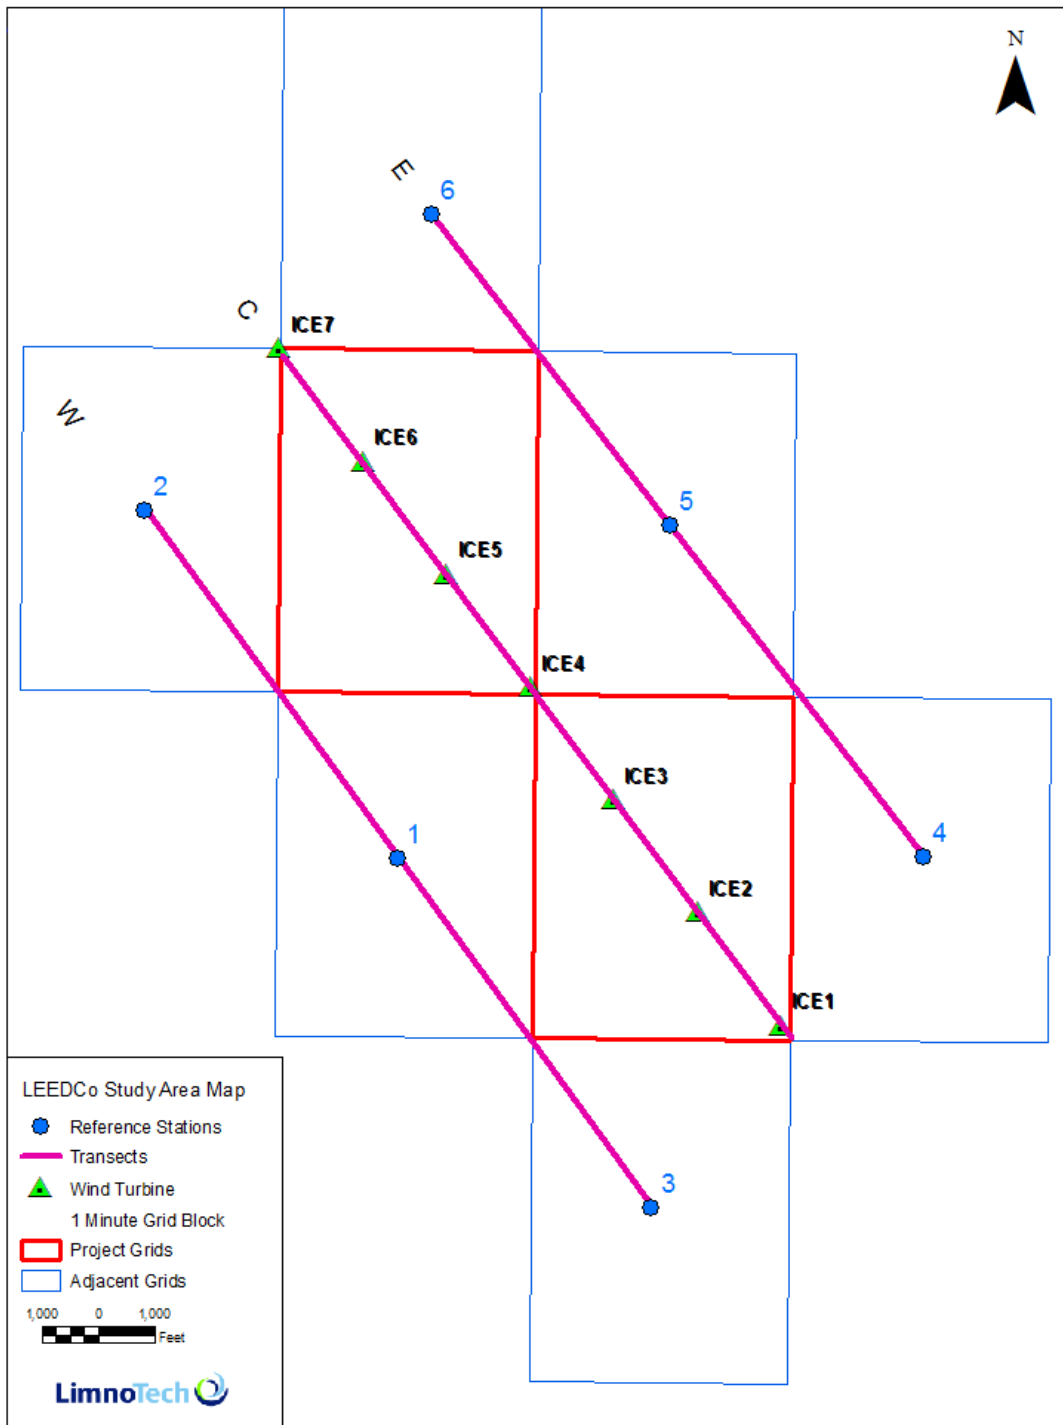 N
E
6
C
ICE7
W
ICE6
2
5
ICE5
ICE4
ICE3
1
4
ICE2
ICE1
3
LEEDCo Study Area Map
Reference Stations
Transects
Wind Turbine
1 Minute Grid Block
Project Grids
Adjacent Grids
1,000 0 1,000
Feet
LimnoTech